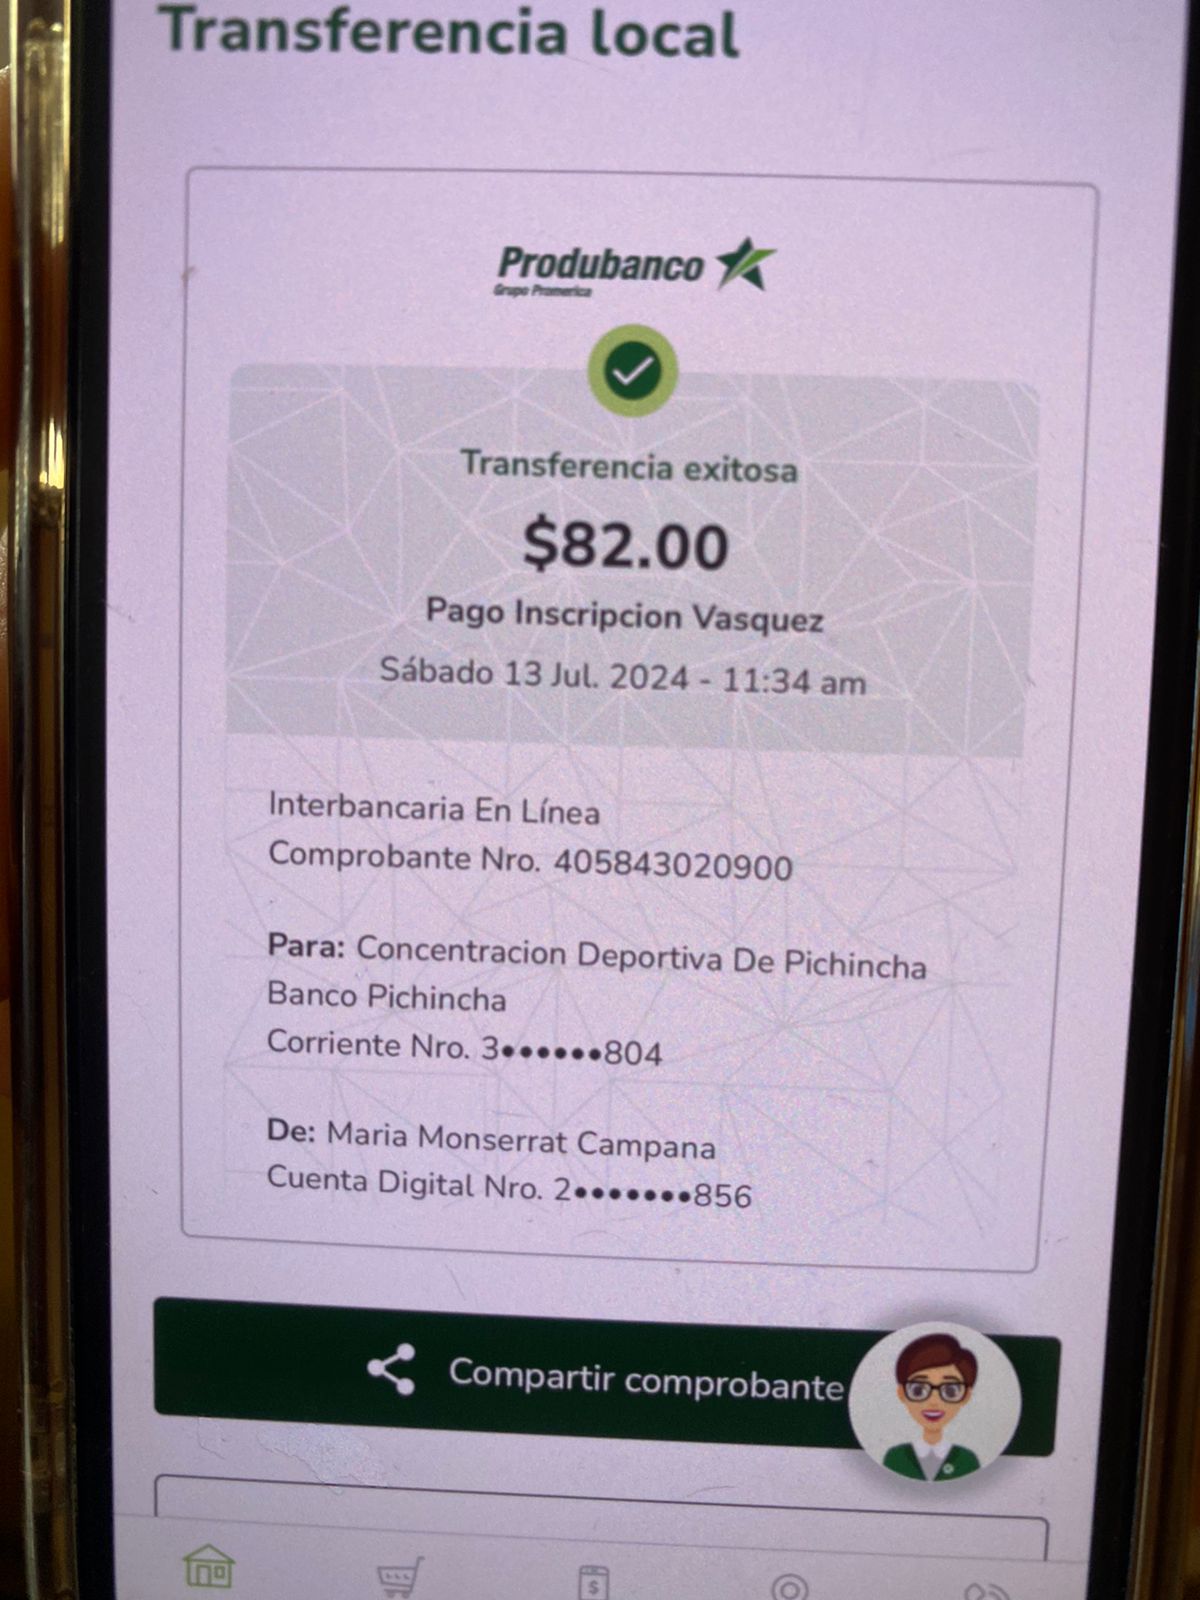 Transferencia local
Produbanco
Grupo Promerica
Transferencia exitosa
$82.00
Pago Inscripcion Vasquez
Sábado 13 Jul. 2024 - 11:34 am
Interbancaria En Línea
Comprobante Nro. 405843020900
Para: Concentracion Deportiva De Pichincha
Banco Pichincha
Corriente Nro. 3••••••804
De: Maria Monserrat Campana
Cuenta Digital Nro. 2•••••••856
Compartir comprobante
$